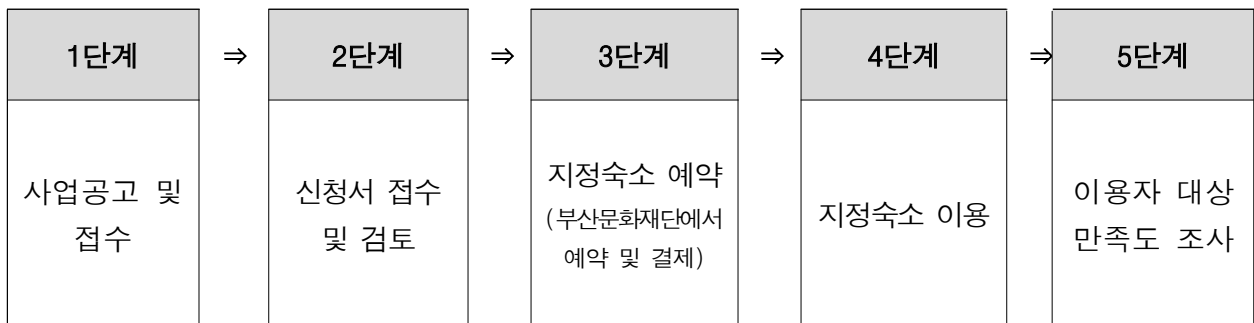 1단계 ⇒ 2단계 ⇒ 3단계 ⇒ 4단계 ⇒ 5단계
사업공고 및
접수
신청서 접수
및 검토
지정숙소 예약
(부산문화재단에서
예약 및 결제)
지정숙소 이용
이용자 대상
만족도 조사